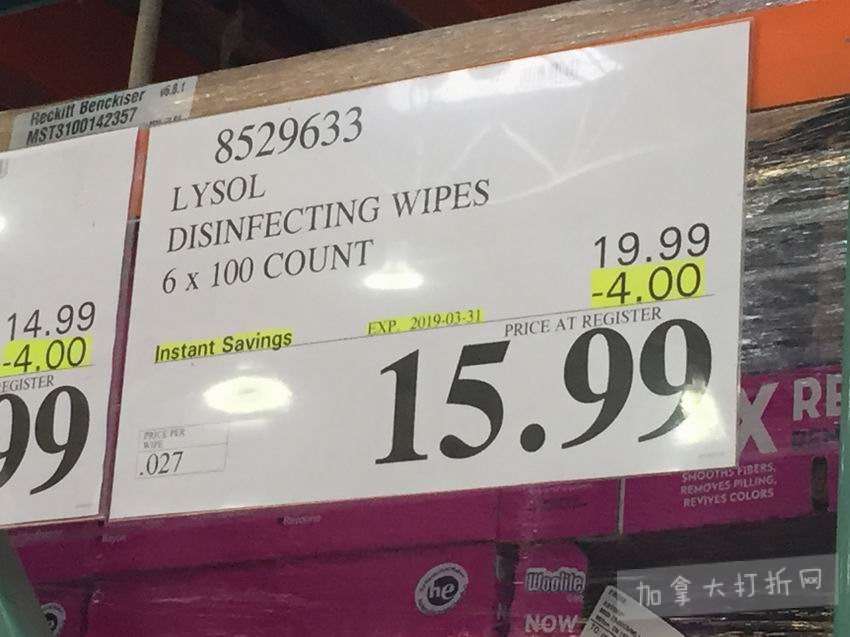 Reckitt Benckiser
MST3100142357
8529633
LYSOL
DISINFECTING WIPES
6 x 100 COUNT
19.99
-4.00
Instant Savings
EXP. 2019-03-31
PRICE AT REGISTER
15.99
PRICE PER
WIPE
.027
14.99
-4.00
EGISTER
99
X RE
SMOOTHS FIBERS,
REMOVES PILLING,
REVIVES COLORS
he
Woolite
NOW
加拿大打折网